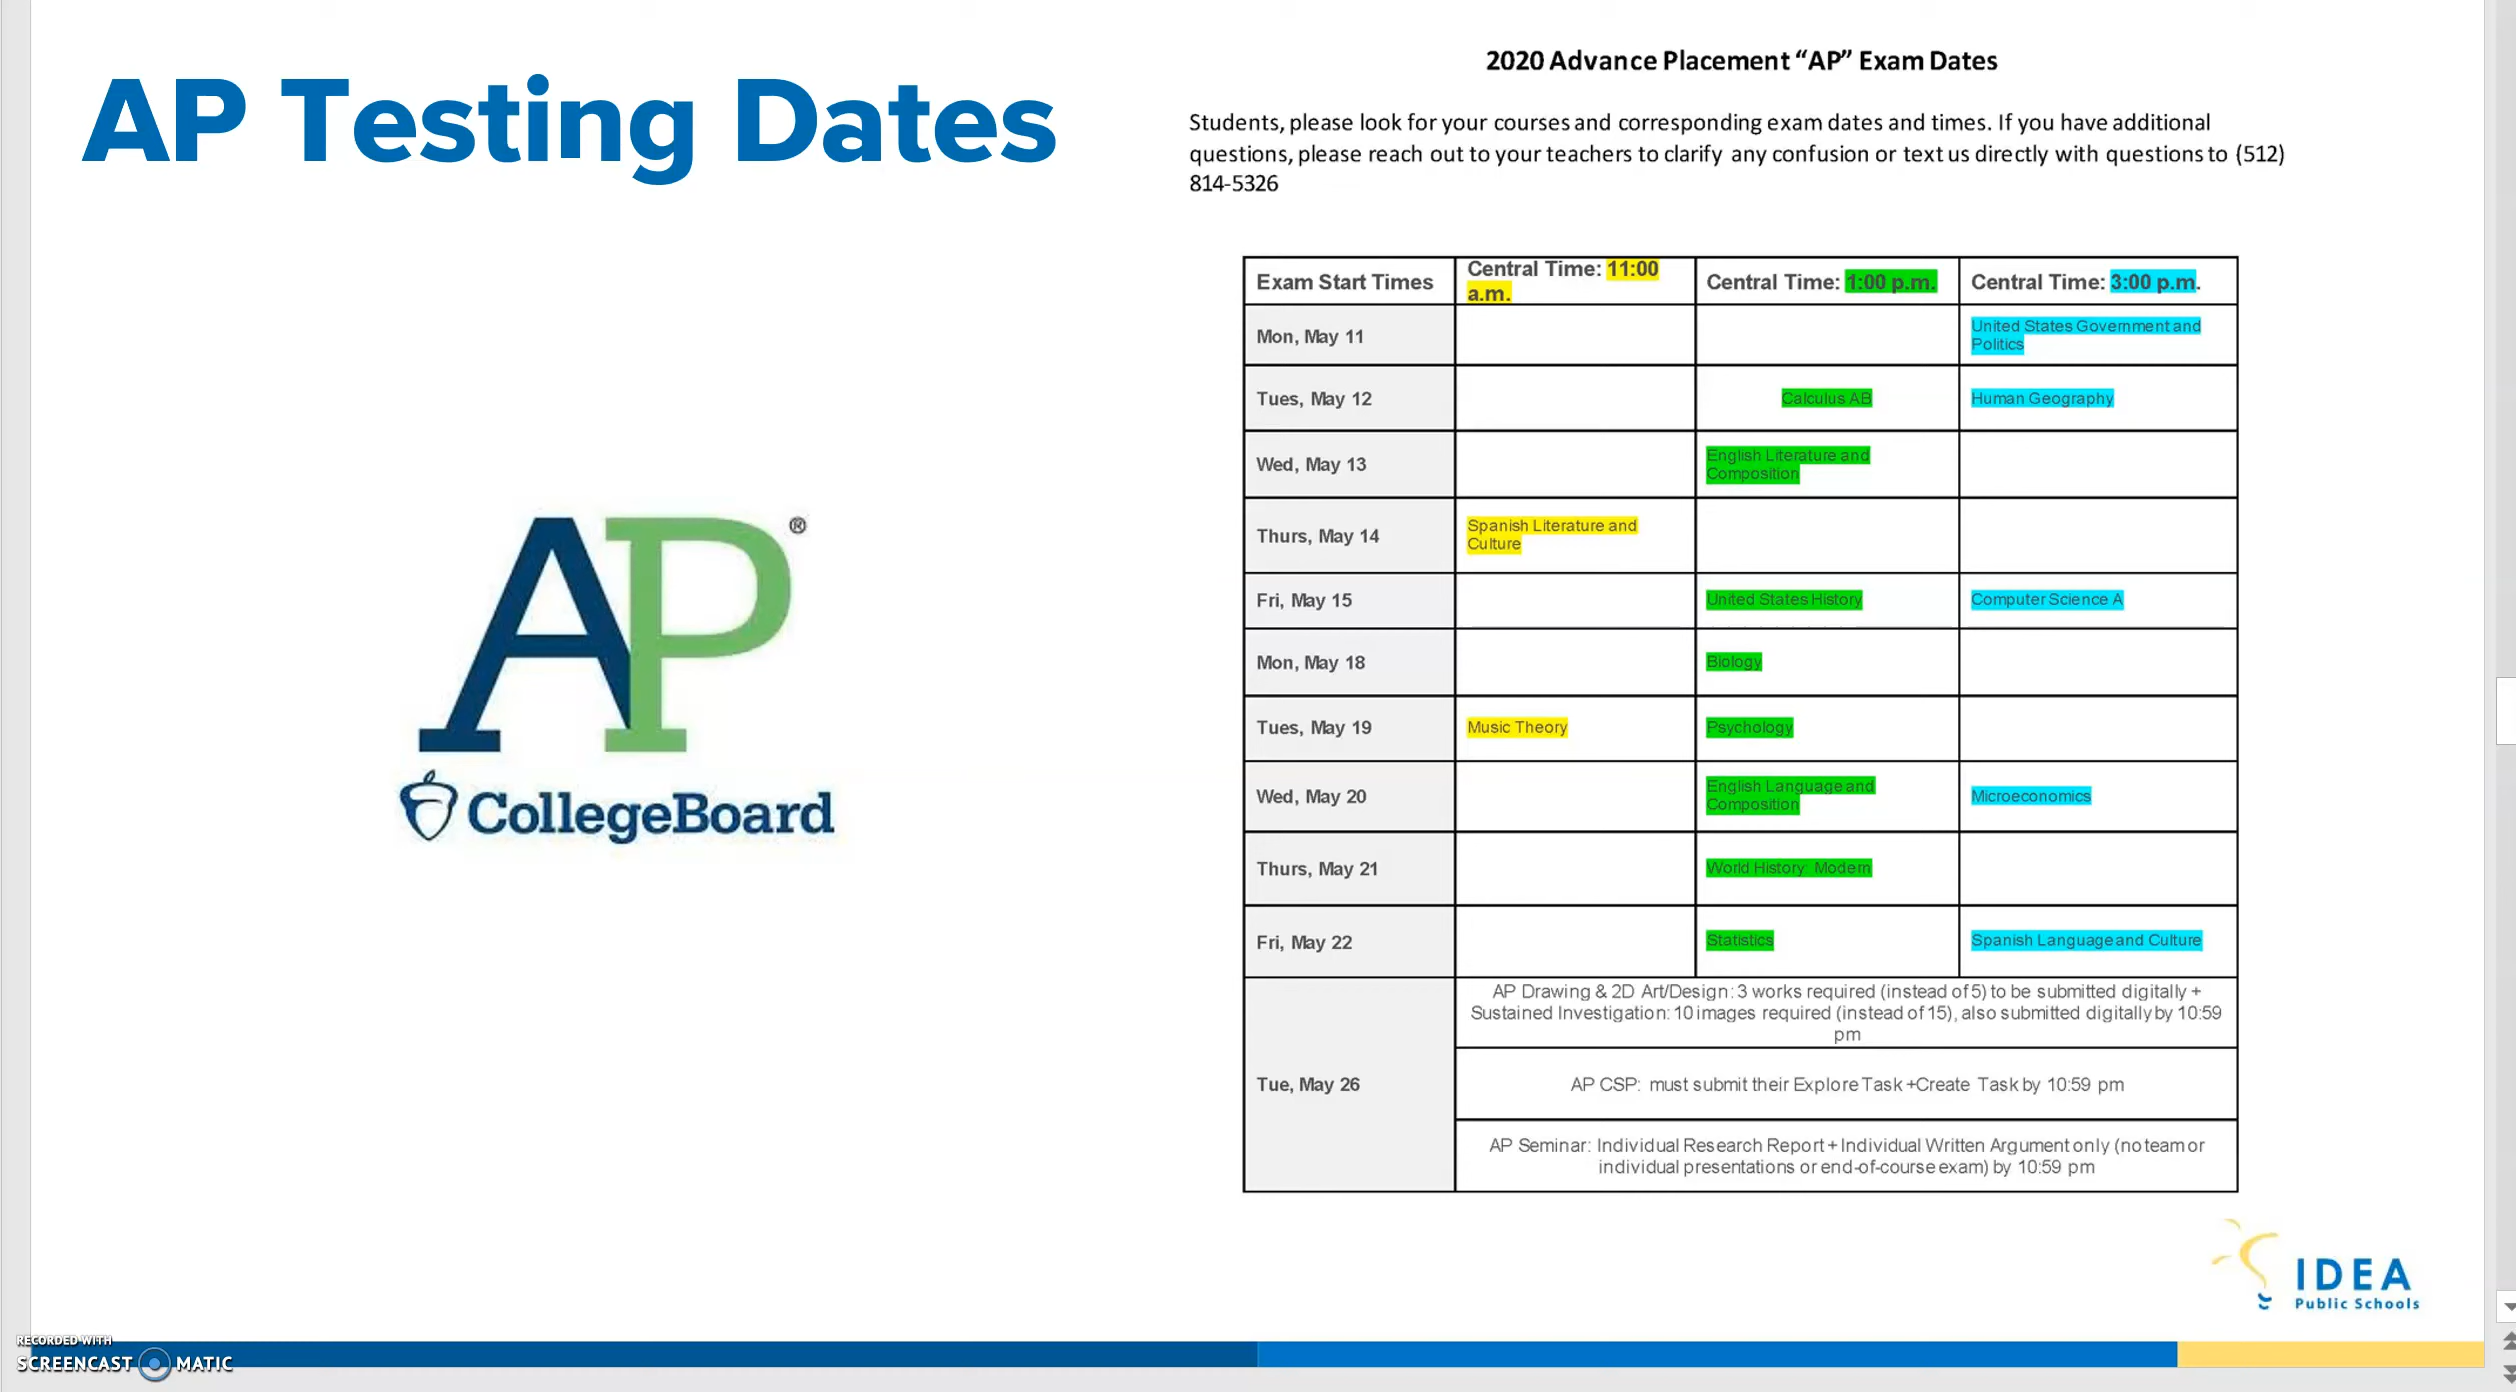 AP Testing Dates
2020 Advance Placement “AP” Exam Dates
Students, please look for your courses and corresponding exam dates and times. If you have additional
questions, please reach out to your teachers to clarify any confusion or text us directly with questions to (512)
814-5326
Exam Start Times
Central Time: 11:00
a.m.
Central Time: 1:00 p.m.
Central Time: 3:00 p.m.
Mon, May 11
United States Government and
Politics
Tues, May 12
Calculus AB
Human Geography
Wed, May 13
English Literature and
Composition
Thurs, May 14
Spanish Literature and
Culture
Fri, May 15
United States History
Computer Science A
Mon, May 18
Biology
Tues, May 19
Music Theory
Psychology
Wed, May 20
English Language and
Composition
Microeconomics
Thurs, May 21
World History: Modern
Fri, May 22
Statistics
Spanish Language and Culture
Tue, May 26
AP Drawing & 2D Art/Design: 3 works required (instead of 5) to be submitted digitally +
Sustained Investigation: 10 images required (instead of 15), also submitted digitally by 10:59
pm
AP CSP: must submit their Explore Task +Create Task by 10:59 pm
AP Seminar: Individual Research Report + Individual Written Argument only (no team or
individual presentations or end-of-course exam) by 10:59 pm
AP®
CollegeBoard
IDEA
Public Schools
RECORDED WITH
SCREENCAST MATIC